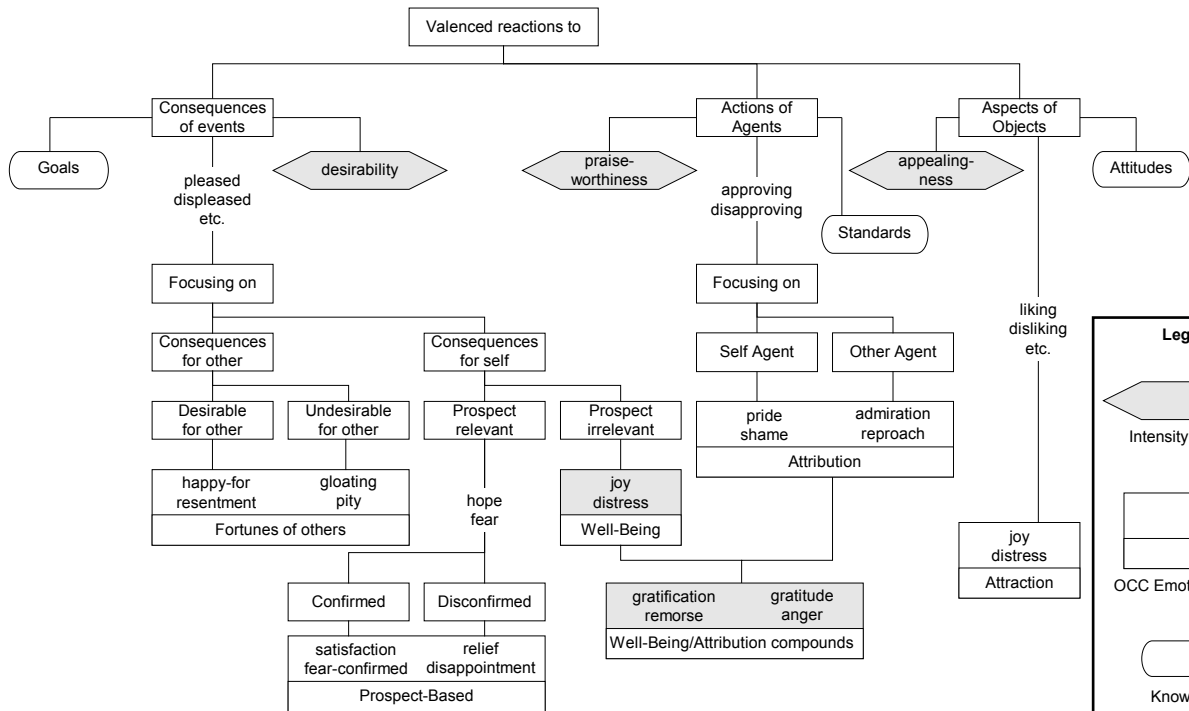 Valenced reactions to
Consequences
of events
Actions of
Agents
Aspects of
Objects
Goals
desirability
praise-
worthiness
appealing-
ness
Attitudes
pleased
displeased
etc.
approving
disapproving
Standards
Focusing on
Focusing on
liking
disliking
etc.
Consequences
for other
Consequences
for self
Self Agent
Other Agent
Desirable
for other
Undesirable
for other
Prospect
relevant
Prospect
irrelevant
pride
shame
admiration
reproach
Attribution
happy-for
resentment
gloating
pity
Fortunes of others
hope
fear
joy
distress
Well-Being
joy
distress
Attraction
Confirmed
Disconfirmed
gratification
remorse
gratitude
anger
Well-Being/Attribution compounds
satisfaction
fear-confirmed
relief
disappointment
Prospect-Based
Leg
Intensity
OCC Emot
Know